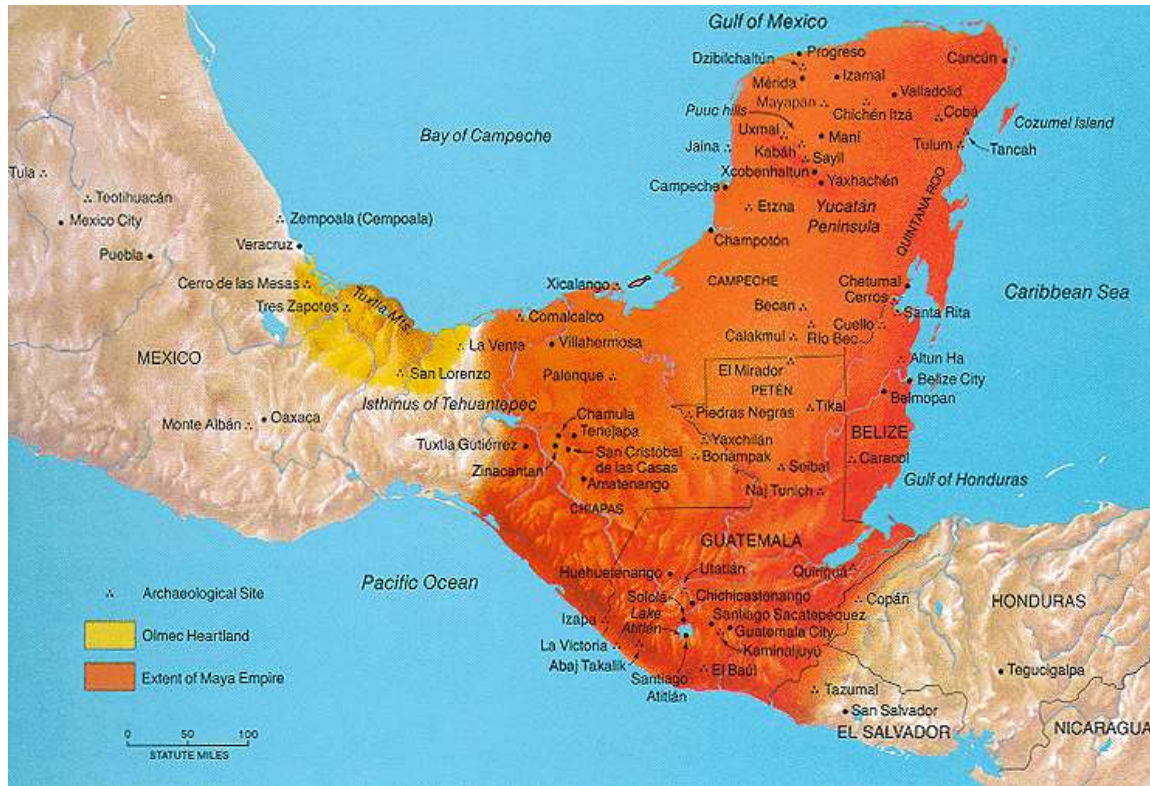 Gulf of Mexico
Progreso
Dzibilchaltún
Cancún
Mérida
Izamal
Valladolid
Mayapán
Chichén Itzá
Cobá
Puuc hills
Cozumel Island
Bay of Campeche
Uxmal
Maní
Jaina
Kabáh
Sayil
Tulum
Tancah
Tula
Xcobenhaltun
Teotihuacán
Campeche
Yaxhachén
Mexico City
Zempoala (Cempoala)
Etzna
Yucatán
Peninsula
QUINTANA ROO
Veracruz
Champotón
Puebla
Cerro de las Mesas
Xicalango
CAMPECHE
Chetumal
Cerros
Caribbean Sea
Tuxtla Mts.
Tres Zapotes
Comalcalco
Becan
Santa Rita
Cuello
Calakmul
Río Bec
La Venta
Villahermosa
MEXICO
Altun Ha
San Lorenzo
Palenque
El Mirador
Belize City
PETÉN
Belmopan
Isthmus of Tehuantepec
Chamula
Piedras Negras
Tikal
Monte Albán
Oaxaca
Tenejapa
BELIZE
Tuxtla Gutiérrez
Yaxchilán
San Cristóbal
de las Casas
Bonampak
Zinacantan
Seibal
Caracol
Amatenango
Gulf of Honduras
Naj Tunich
CHIAPAS
GUATEMALA
Pacific Ocean
Huehuetenango
Utatlán
Quiriguá
Archaeological Site
Sololá
Chichicastenango
Copán
HONDURAS
Lake
Atitlán
Santiago Sacatepéquez
Olmec Heartland
Izapa
Guatemala City
La Victoria
Kaminaljuyú
Abaj Takalik
Extent of Maya Empire
Santiago
Atitlán
El Baúl
Tegucigalpa
Tazumal
San Salvador
EL SALVADOR
NICARAGUA
0 50 100
STATUTE MILES